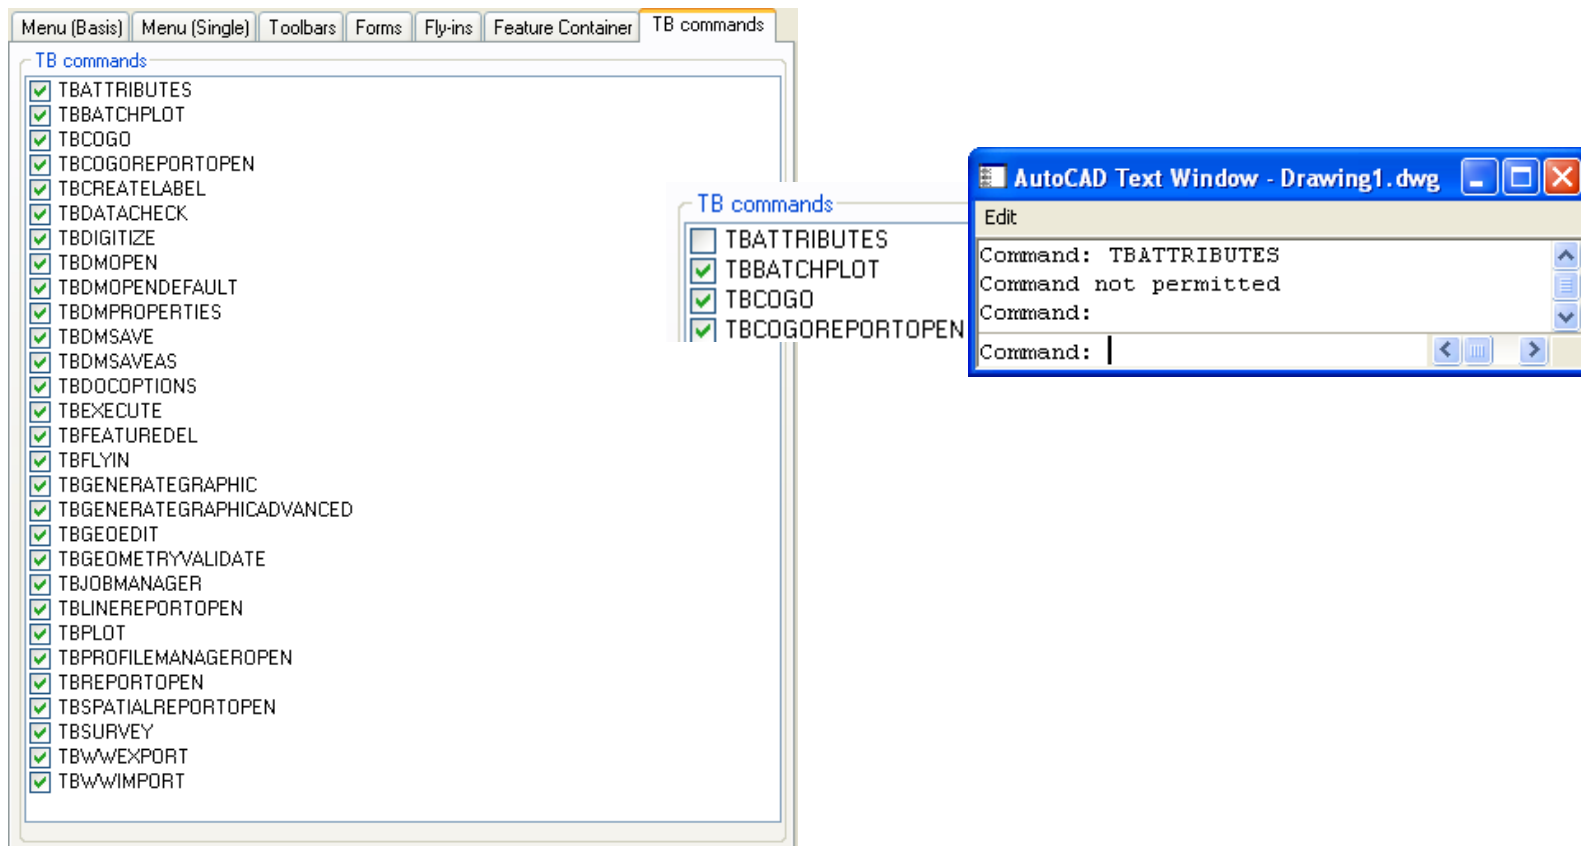 Menu (Basis) Menu (Single) Toolbars Forms Fly-ins Feature Container TB commands
TB commands
TBATTRIBUTES
TBBATCHPLOT
TBCOGO
TBCOGOREPORTOPEN
TBCREATELABEL
TBDATACHECK
TBDIGITIZE
TBDMOPEN
TBDMOPENDEFAULT
TBDMPROPERTIES
TBDMSAVE
TBDMSAVEAS
TBDOCOPTIONS
TBEXECUTE
TBFEATUREDEL
TBFLYIN
TBGENERATEGRAPHIC
TBGENERATEGRAPHICADVANCED
TBGEOEDIT
TBGEOMETRYVALIDATE
TBJOBMANAGER
TBLINEREPORTOPEN
TBPLOT
TBPROFILEMANAGEROPEN
TBREPORTOPEN
TBSPATIALREPORTOPEN
TBSURVEY
TBWWEXPORT
TBWWIMPORT
TB commands
TBATTRIBUTES
TBBATCHPLOT
TBCOGO
TBCOGOREPORTOPEN
AutoCAD Text Window - Drawing1.dwg
Edit
Command: TBATTRIBUTES
Command not permitted
Command:
Command: